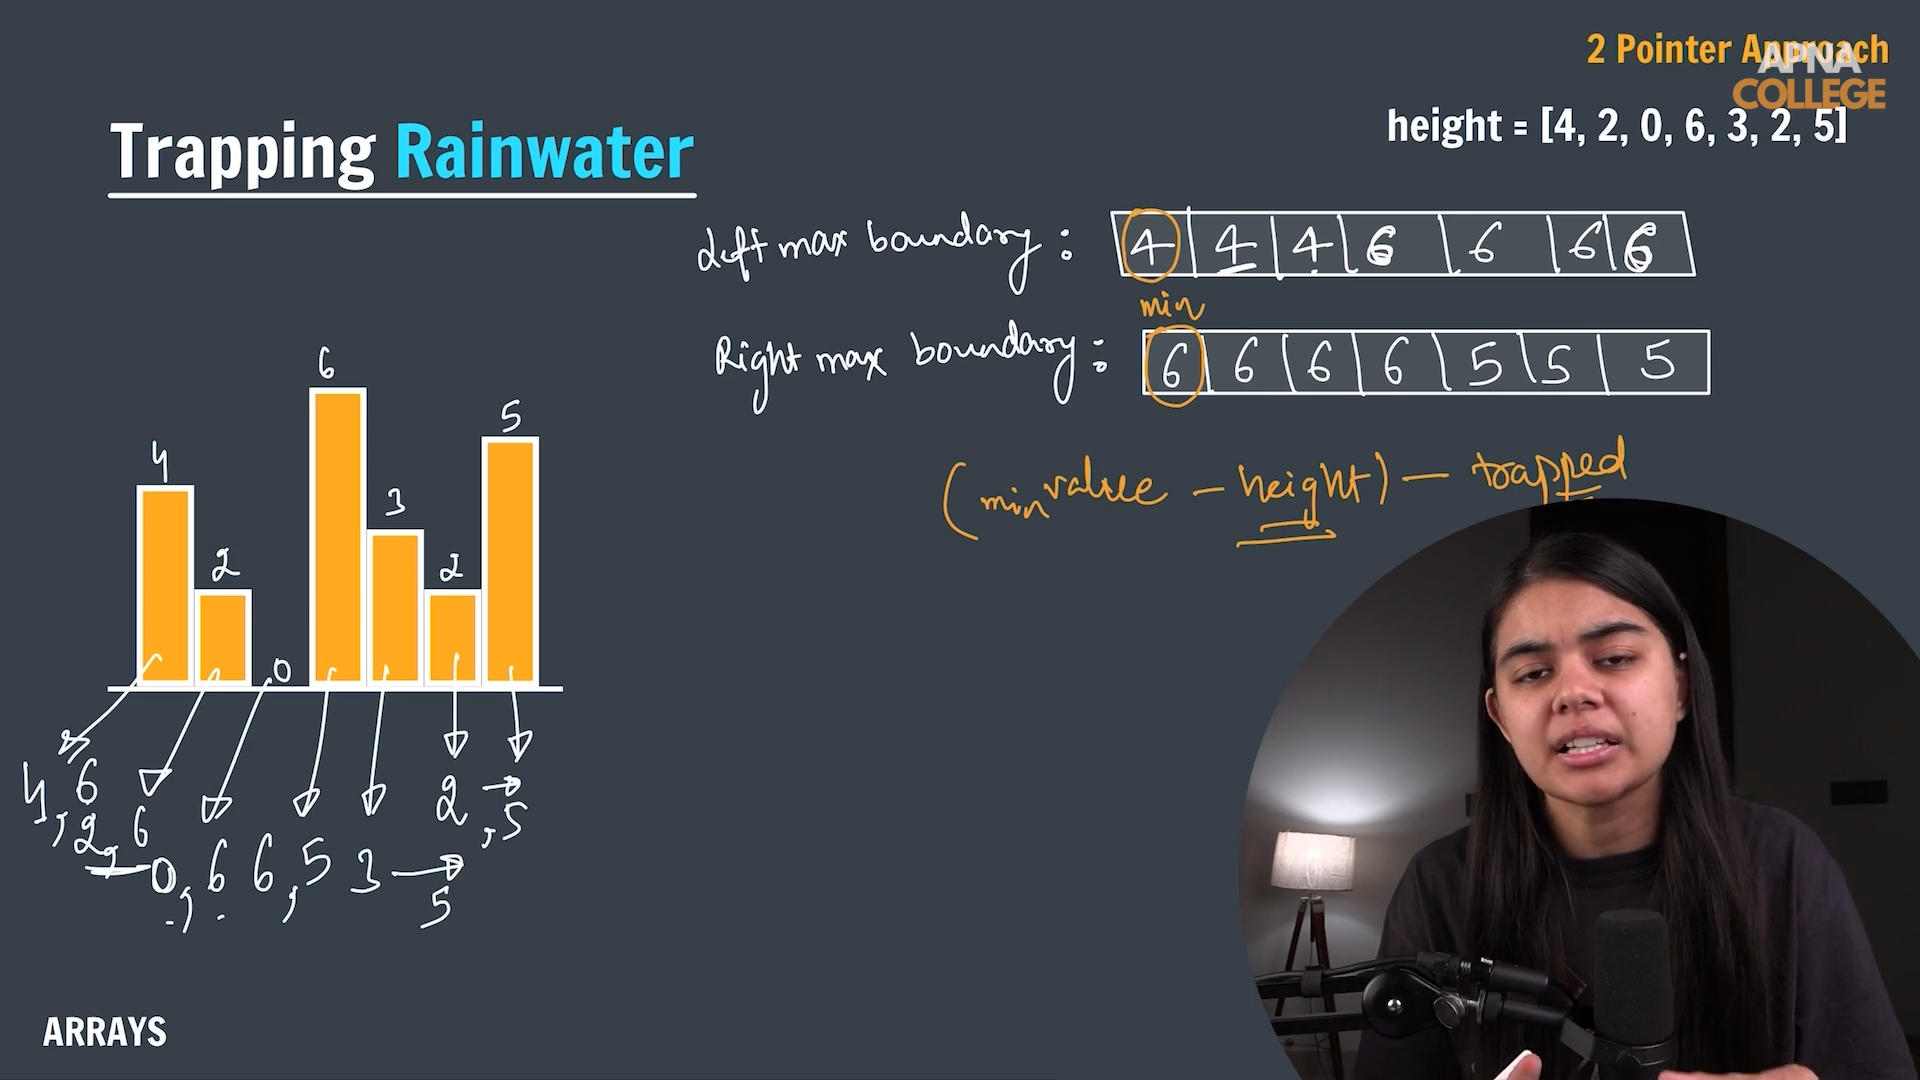 2 Pointer Approach
APNA
COLLEGE
height = [4, 2, 0, 6, 3, 2, 5]
Trapping Rainwater
Left max boundary : 4 4 4 6 6 6 6
min
Right max boundary : 6 6 6 6 5 5 5
(min value - height) - trapped
6
5
4
3
2
2
0
4, 6
2, 6
0, 6
6, 5
3 → 5
2 → , 5
ARRAYS